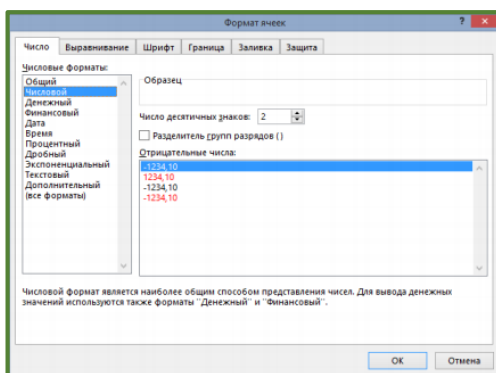 Формат ячеек
?
Число Выравнивание Шрифт Граница Заливка Защита
Числовые форматы:
Общий
Числовой
Денежный
Финансовый
Дата
Время
Процентный
Дробный
Экспоненциальный
Текстовый
Дополнительный
(все форматы)
Образец
Число десятичных знаков: 2
Разделитель групп разрядов ( )
Отрицательные числа:
-1234,10
1234,10
-1234,10
-1234,10
Числовой формат является наиболее общим способом представления чисел. Для вывода денежных
значений используются также форматы "Денежный" и "Финансовый".
ОК Отмена